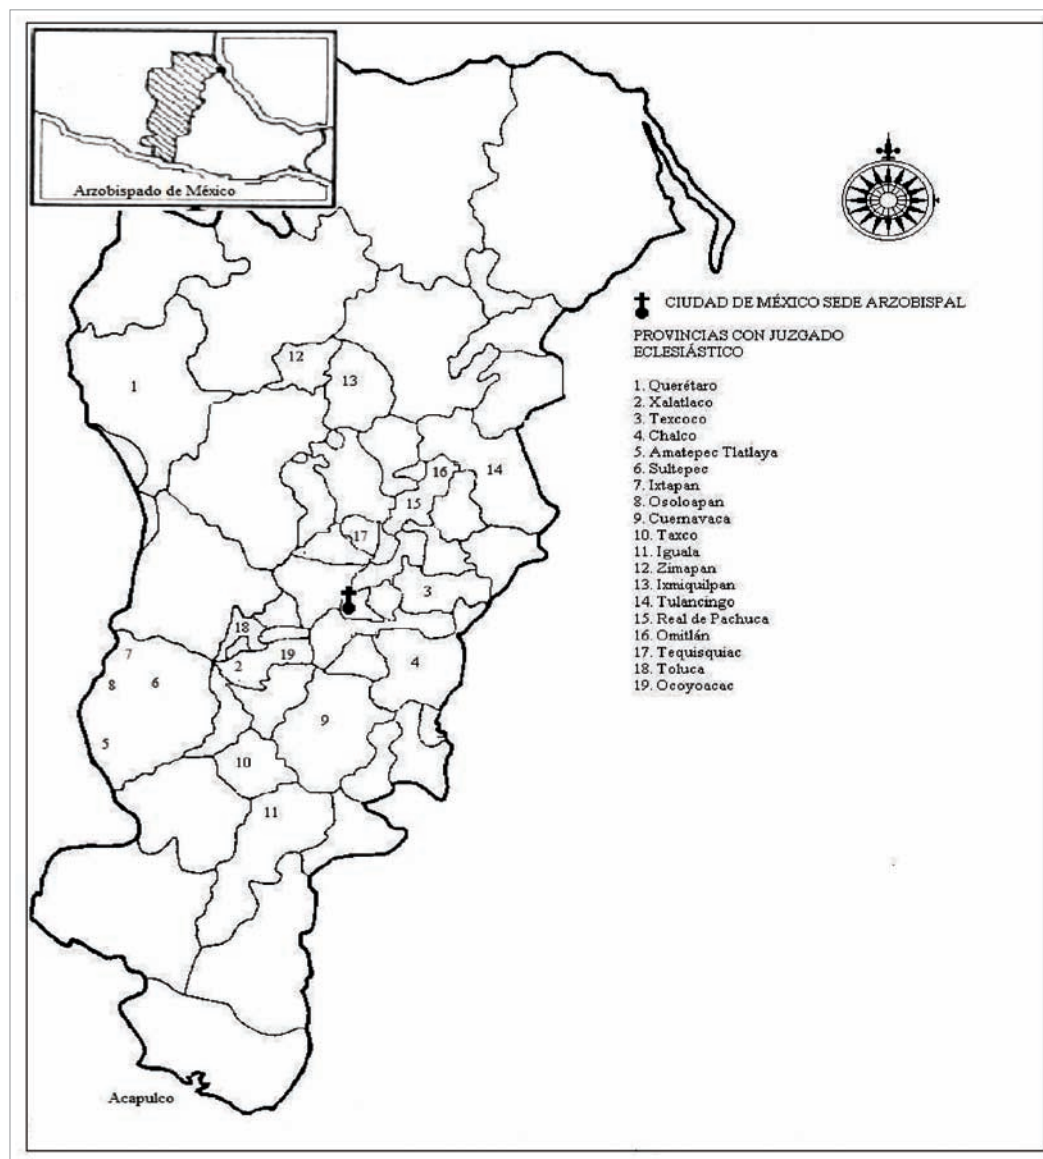 Arzobispado de México
CIUDAD DE MÉXICO SEDE ARZOBISPAL
PROVINCIAS CON JUZGADO
ECLESIÁSTICO
1. Querétaro
2. Xalatlaco
3. Texcoco
4. Chalco
5. Amatepec Tlatlaya
6. Sultepec
7. Ixtapan
8. Osoloapan
9. Cuernavaca
10. Taxco
11. Iguala
12. Zimapan
13. Ixmiquilpan
14. Tulancingo
15. Real de Pachuca
16. Omitlán
17. Tequisquiac
18. Toluca
19. Ocoyoacac
12
13
1
16
14
15
17
3
18
19
2
4
7
8
6
9
5
10
11
Acapulco